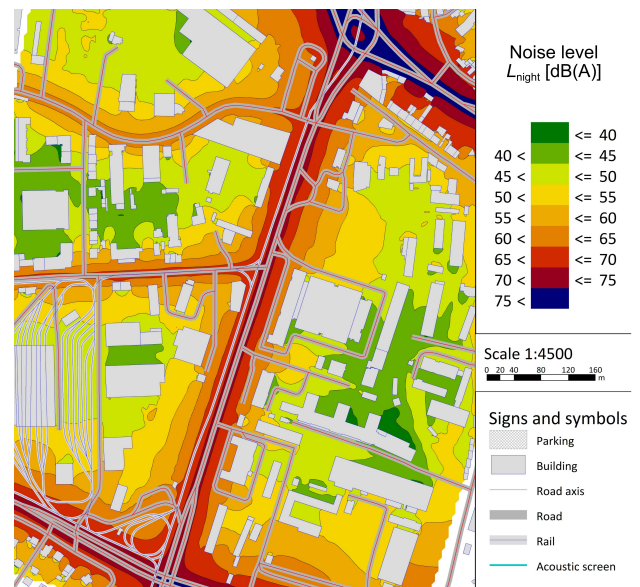 Noise level
Lnight [dB(A)]
<= 40
40 < <= 45
45 < <= 50
50 < <= 55
55 < <= 60
60 < <= 65
65 < <= 70
70 < <= 75
75 <
Scale 1:4500
0 20 40 80 120 160
m
Signs and symbols
Parking
Building
Road axis
Road
Rail
Acoustic screen